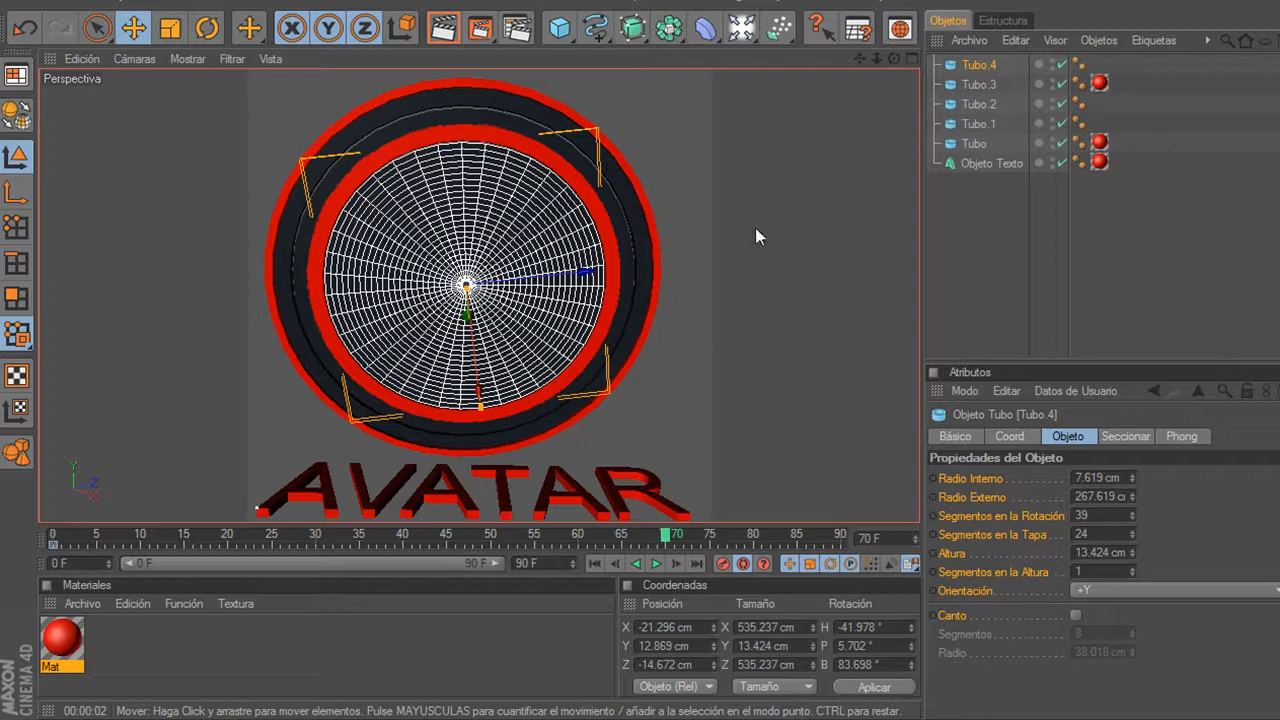 Objetos Estructura
Archivo Editar Visor Objetos Etiquetas
Edición Cámaras Mostrar Filtrar Vista
Perspectiva
Tubo.4
Tubo.3
Tubo.2
Tubo.1
Tubo
Objeto Texto
AVATAR
Y
Z
X
Atributos
Modo Editar Datos de Usuario
Objeto Tubo [Tubo.4]
Básico Coord. Objeto Seccionar Phong
Propiedades del Objeto
Radio Interno 7.619 cm
Radio Externo 267.619 c
Segmentos en la Rotación 39
Segmentos en la Tapa 24
Altura 13.424 cm
Segmentos en la Altura 1
Orientación +Y
Canto
Segmentos 8
Radio 38.018 cm
0 5 10 15 20 25 30 35 40 45 50 55 60 65 70 75 80 85 90 70 F
0 F 0 F 90 F 90 F
Materiales
Archivo Edición Función Textura
Mat
Coordenadas
Posición Tamaño Rotación
X -21.296 cm X 535.237 cm H -41.978 °
Y 12.869 cm Y 13.424 cm P 5.702 °
Z -14.672 cm Z 535.237 cm B 83.698 °
Objeto (Rel) Tamaño Aplicar
MAXON
CINEMA 4D
00:00:02 Mover: Haga Click y arrastre para mover elementos. Pulse MAYUSCULAS para cuantificar el movimiento / añadir a la selección en el modo punto. CTRL para restar.